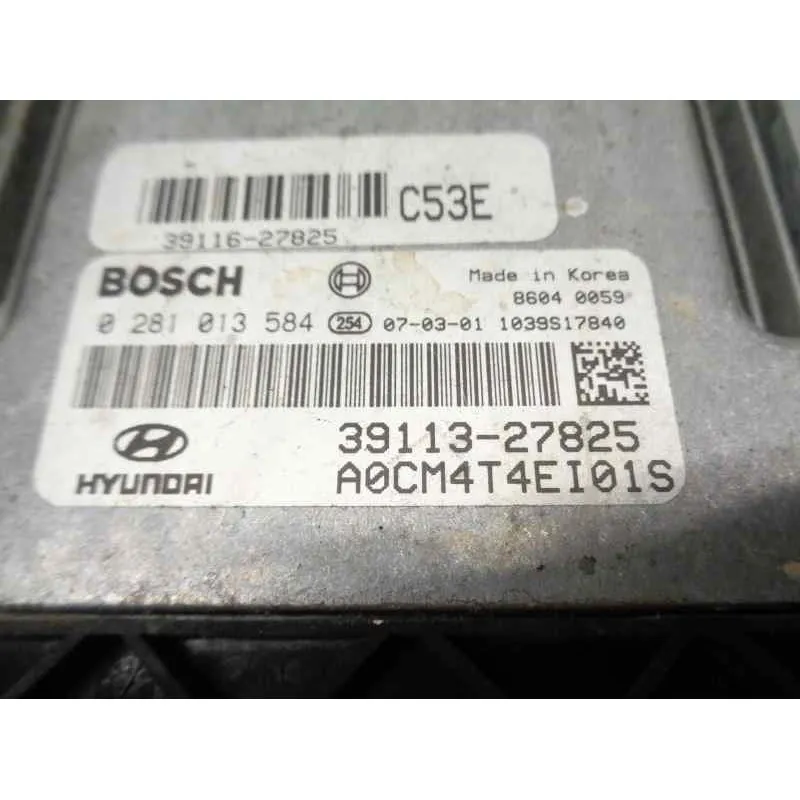 C53E
39116-27825
BOSCH
Made in Korea
8604 0059
0 281 013 584 254 07-03-01 1039S17840
39113-27825
HYUNDAI
A0CM4T4EI01S